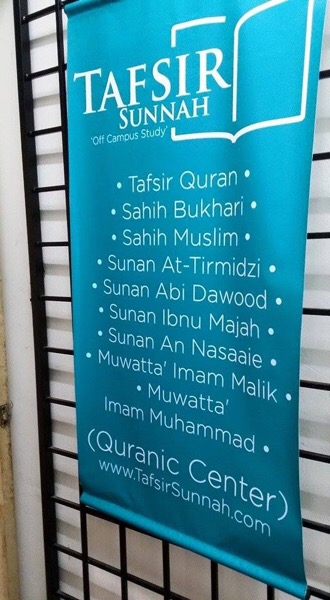 TAFSIR
SUNNAH
'Off Campus Study'
• Tafsir Quran •
• Sahih Bukhari •
• Sahih Muslim •
• Sunan At-Tirmidzi •
• Sunan Abi Dawood •
• Sunan Ibnu Majah •
• Sunan An Nasaaie •
• Muwatta' Imam Malik •
• Muwatta'
Imam Muhammad •
(Quranic Center)
www.TafsirSunnah.com